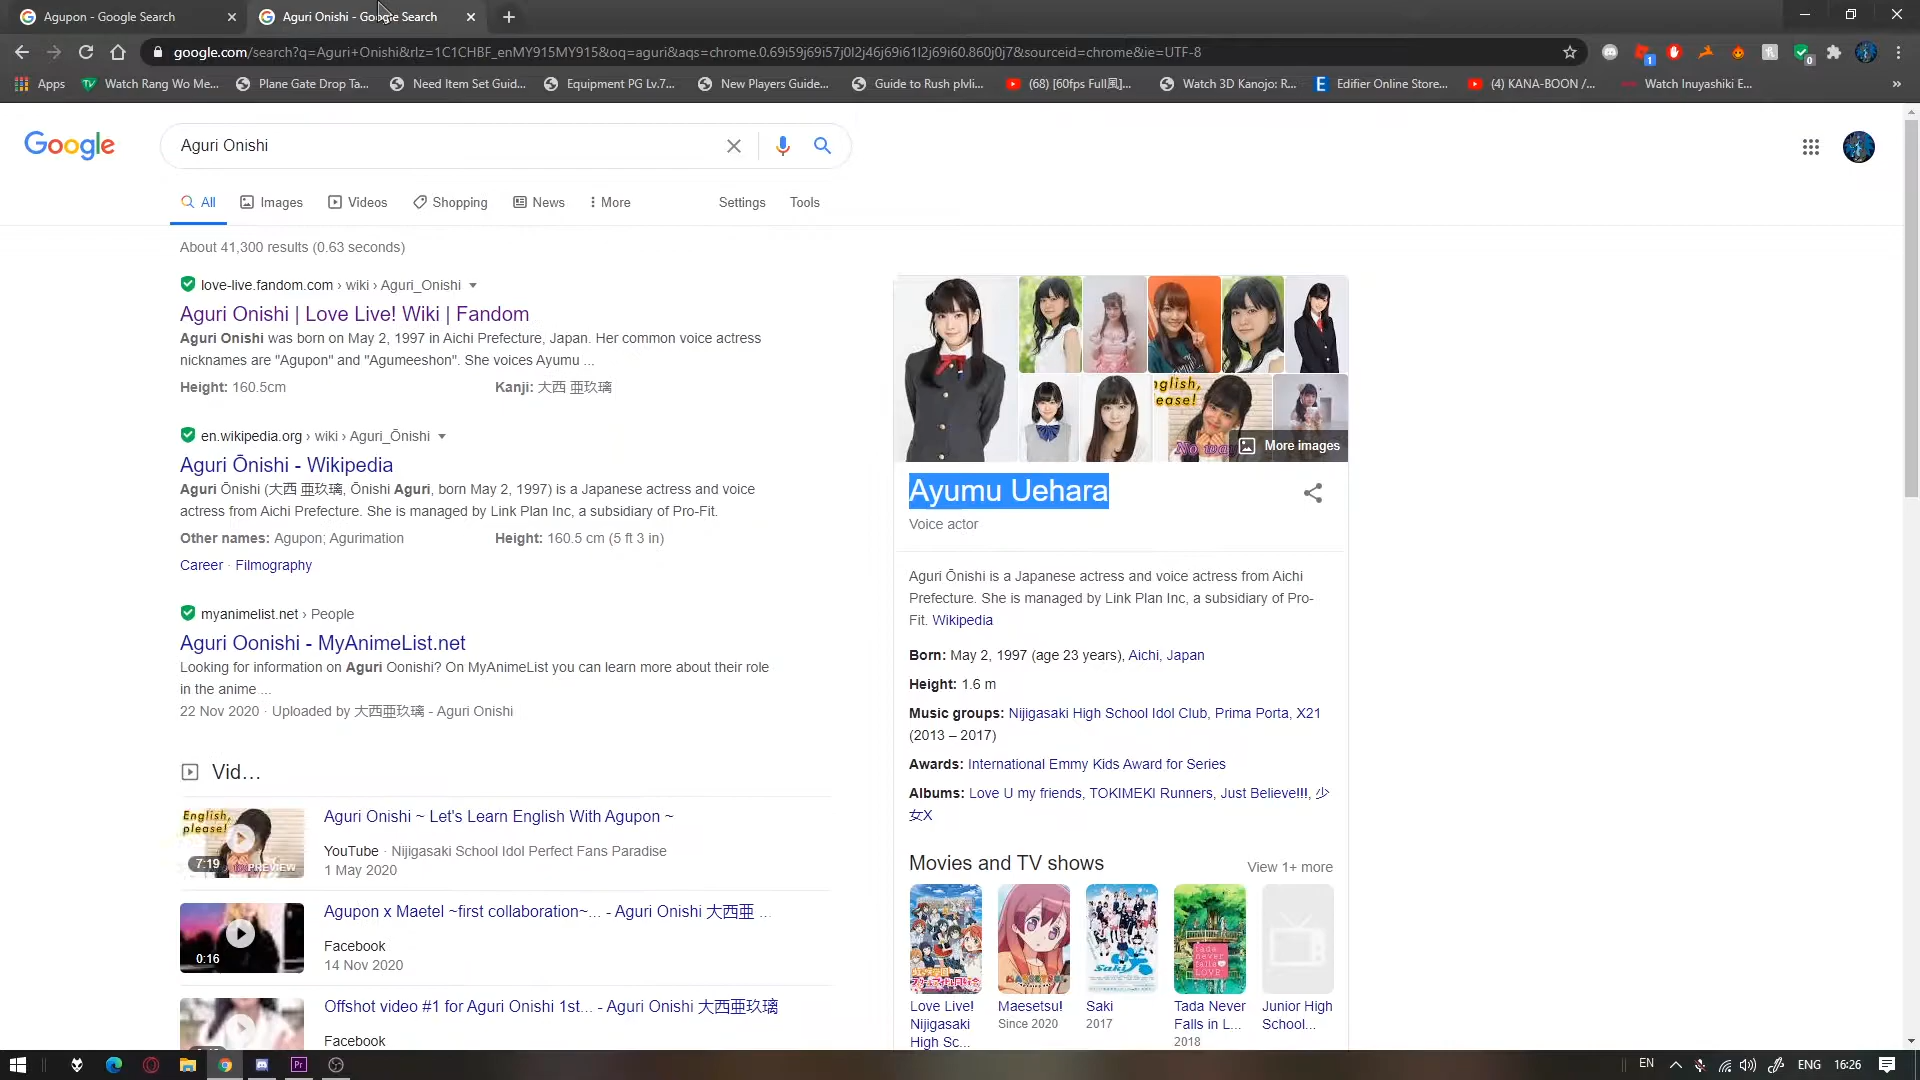 Agupon - Google Search
Aguri Onishi - Google Search
google.com/search?q=Aguri+Onishi&rlz=1C1CHBF_enMY915MY915&oq=aguri&aqs=chrome.0.69i59j69i57j0l2j46j69i61l2j69i60.860j0j7&sourceid=chrome&ie=UTF-8
Apps
Watch Rang Wo Me...
Plane Gate Drop Ta...
Need Item Set Guid...
Equipment PG Lv.7...
New Players Guide...
Guide to Rush plvli...
(68) [60fps Full風]...
Watch 3D Kanojo: R...
Edifier Online Store...
(4) KANA-BOON /...
Watch Inuyashiki E...
Google
Aguri Onishi
All
Images
Videos
Shopping
News
More
Settings
Tools
About 41,300 results (0.63 seconds)
love-live.fandom.com › wiki › Aguri_Onishi
Aguri Onishi | Love Live! Wiki | Fandom
Aguri Onishi was born on May 2, 1997 in Aichi Prefecture, Japan. Her common voice actress
nicknames are "Agupon" and "Agumeeshon". She voices Ayumu ...
Height: 160.5cm
Kanji: 大西 亜玖璃
en.wikipedia.org › wiki › Aguri_Ōnishi
Aguri Ōnishi - Wikipedia
Aguri Ōnishi (大西 亜玖璃, Ōnishi Aguri, born May 2, 1997) is a Japanese actress and voice
actress from Aichi Prefecture. She is managed by Link Plan Inc, a subsidiary of Pro-Fit.
Other names: Agupon; Agurimation
Height: 160.5 cm (5 ft 3 in)
Career · Filmography
myanimelist.net › People
Aguri Oonishi - MyAnimeList.net
Looking for information on Aguri Oonishi? On MyAnimeList you can learn more about their role
in the anime ...
22 Nov 2020 · Uploaded by 大西亜玖璃 - Aguri Onishi
Vid...
English,
please!
7:19
PREVIEW
Aguri Onishi ~ Let's Learn English With Agupon ~
YouTube · Nijigasaki School Idol Perfect Fans Paradise
1 May 2020
0:16
Agupon x Maetel ~first collaboration~... - Aguri Onishi 大西亜 ...
Facebook
14 Nov 2020
Offshot video #1 for Aguri Onishi 1st... - Aguri Onishi 大西亜玖璃
Facebook
nglish,
ease!
No way
More images
Ayumu Uehara
Voice actor
Aguri Ōnishi is a Japanese actress and voice actress from Aichi
Prefecture. She is managed by Link Plan Inc, a subsidiary of Pro-
Fit. Wikipedia
Born: May 2, 1997 (age 23 years), Aichi, Japan
Height: 1.6 m
Music groups: Nijigasaki High School Idol Club, Prima Porta, X21
(2013 – 2017)
Awards: International Emmy Kids Award for Series
Albums: Love U my friends, TOKIMEKI Runners, Just Believe!!!, 少
女X
Movies and TV shows
View 1+ more
Saki
tada
never
falls in
LOVE
Love Live!
Nijigasaki
High Sc...
Maesetsu!
Since 2020
Saki
2017
Tada Never
Falls in L...
2018
Junior High
School...
EN
ENG
16:26